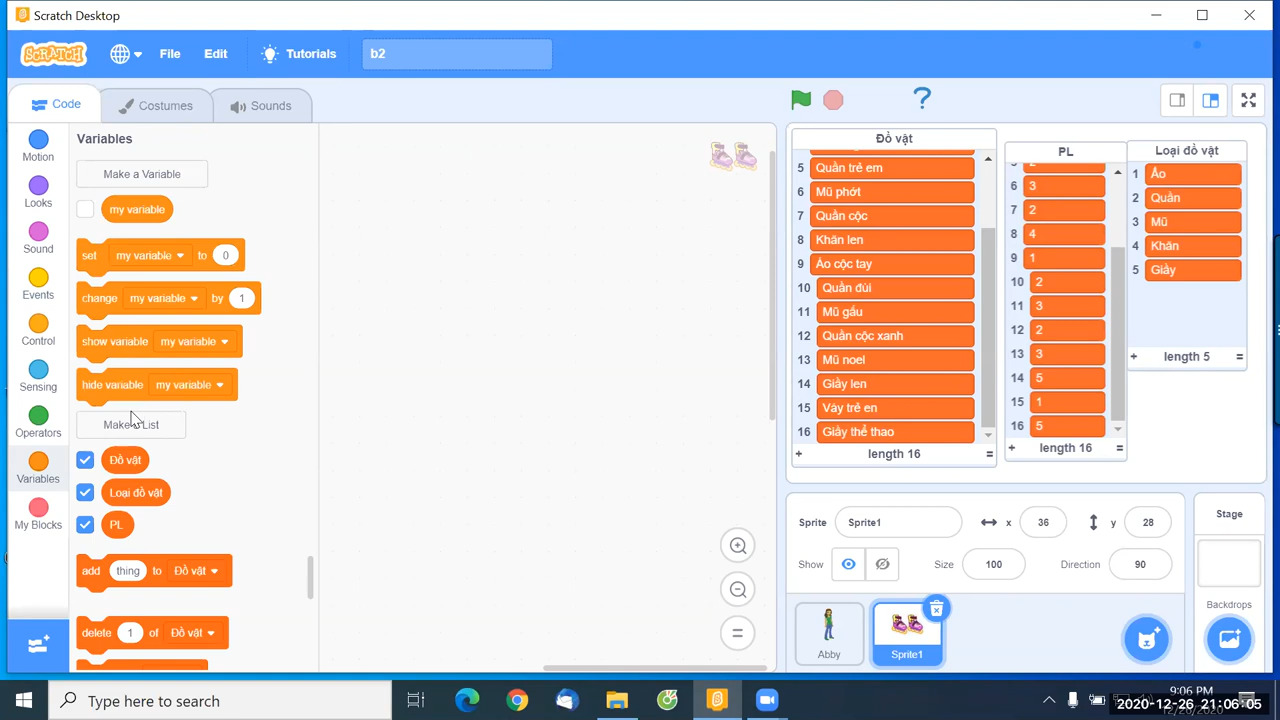 Scratch Desktop
SCRATCH
File
Edit
Tutorials
b2
Code
Costumes
Sounds
Motion
Looks
Sound
Events
Control
Sensing
Operators
Variables
My Blocks
Variables
Make a Variable
my variable
set my variable to 0
change my variable by 1
show variable my variable
hide variable my variable
Make a List
Đồ vật
Loại đồ vật
PL
add thing to Đồ vật
delete 1 of Đồ vật
Đồ vật
5 Quần trẻ em
6 Mũ phớt
7 Quần cộc
8 Khăn len
9 Áo cộc tay
10 Quần đùi
11 Mũ gấu
12 Quần cộc xanh
13 Mũ noel
14 Giầy len
15 Váy trẻ en
16 Giầy thể thao
+ length 16 =
PL
6 3
7 2
8 4
9 1
10 2
11 3
12 2
13 3
14 5
15 1
16 5
+ length 16 =
Loại đồ vật
1 Áo
2 Quần
3 Mũ
4 Khăn
5 Giầy
+ length 5 =
Sprite
Sprite1
x 36
y 28
Show
Size 100
Direction 90
Abby
Sprite1
Stage
Backdrops
Type here to search
9:06 PM
2020-12-26 21:06:05